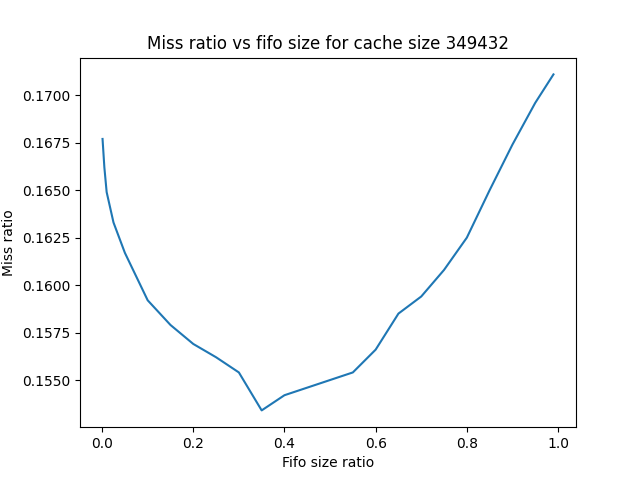 Miss ratio vs fifo size for cache size 349432
0.1700
0.1675
0.1650
0.1625
0.1600
0.1575
0.1550
Miss ratio
0.0 0.2 0.4 0.6 0.8 1.0
Fifo size ratio